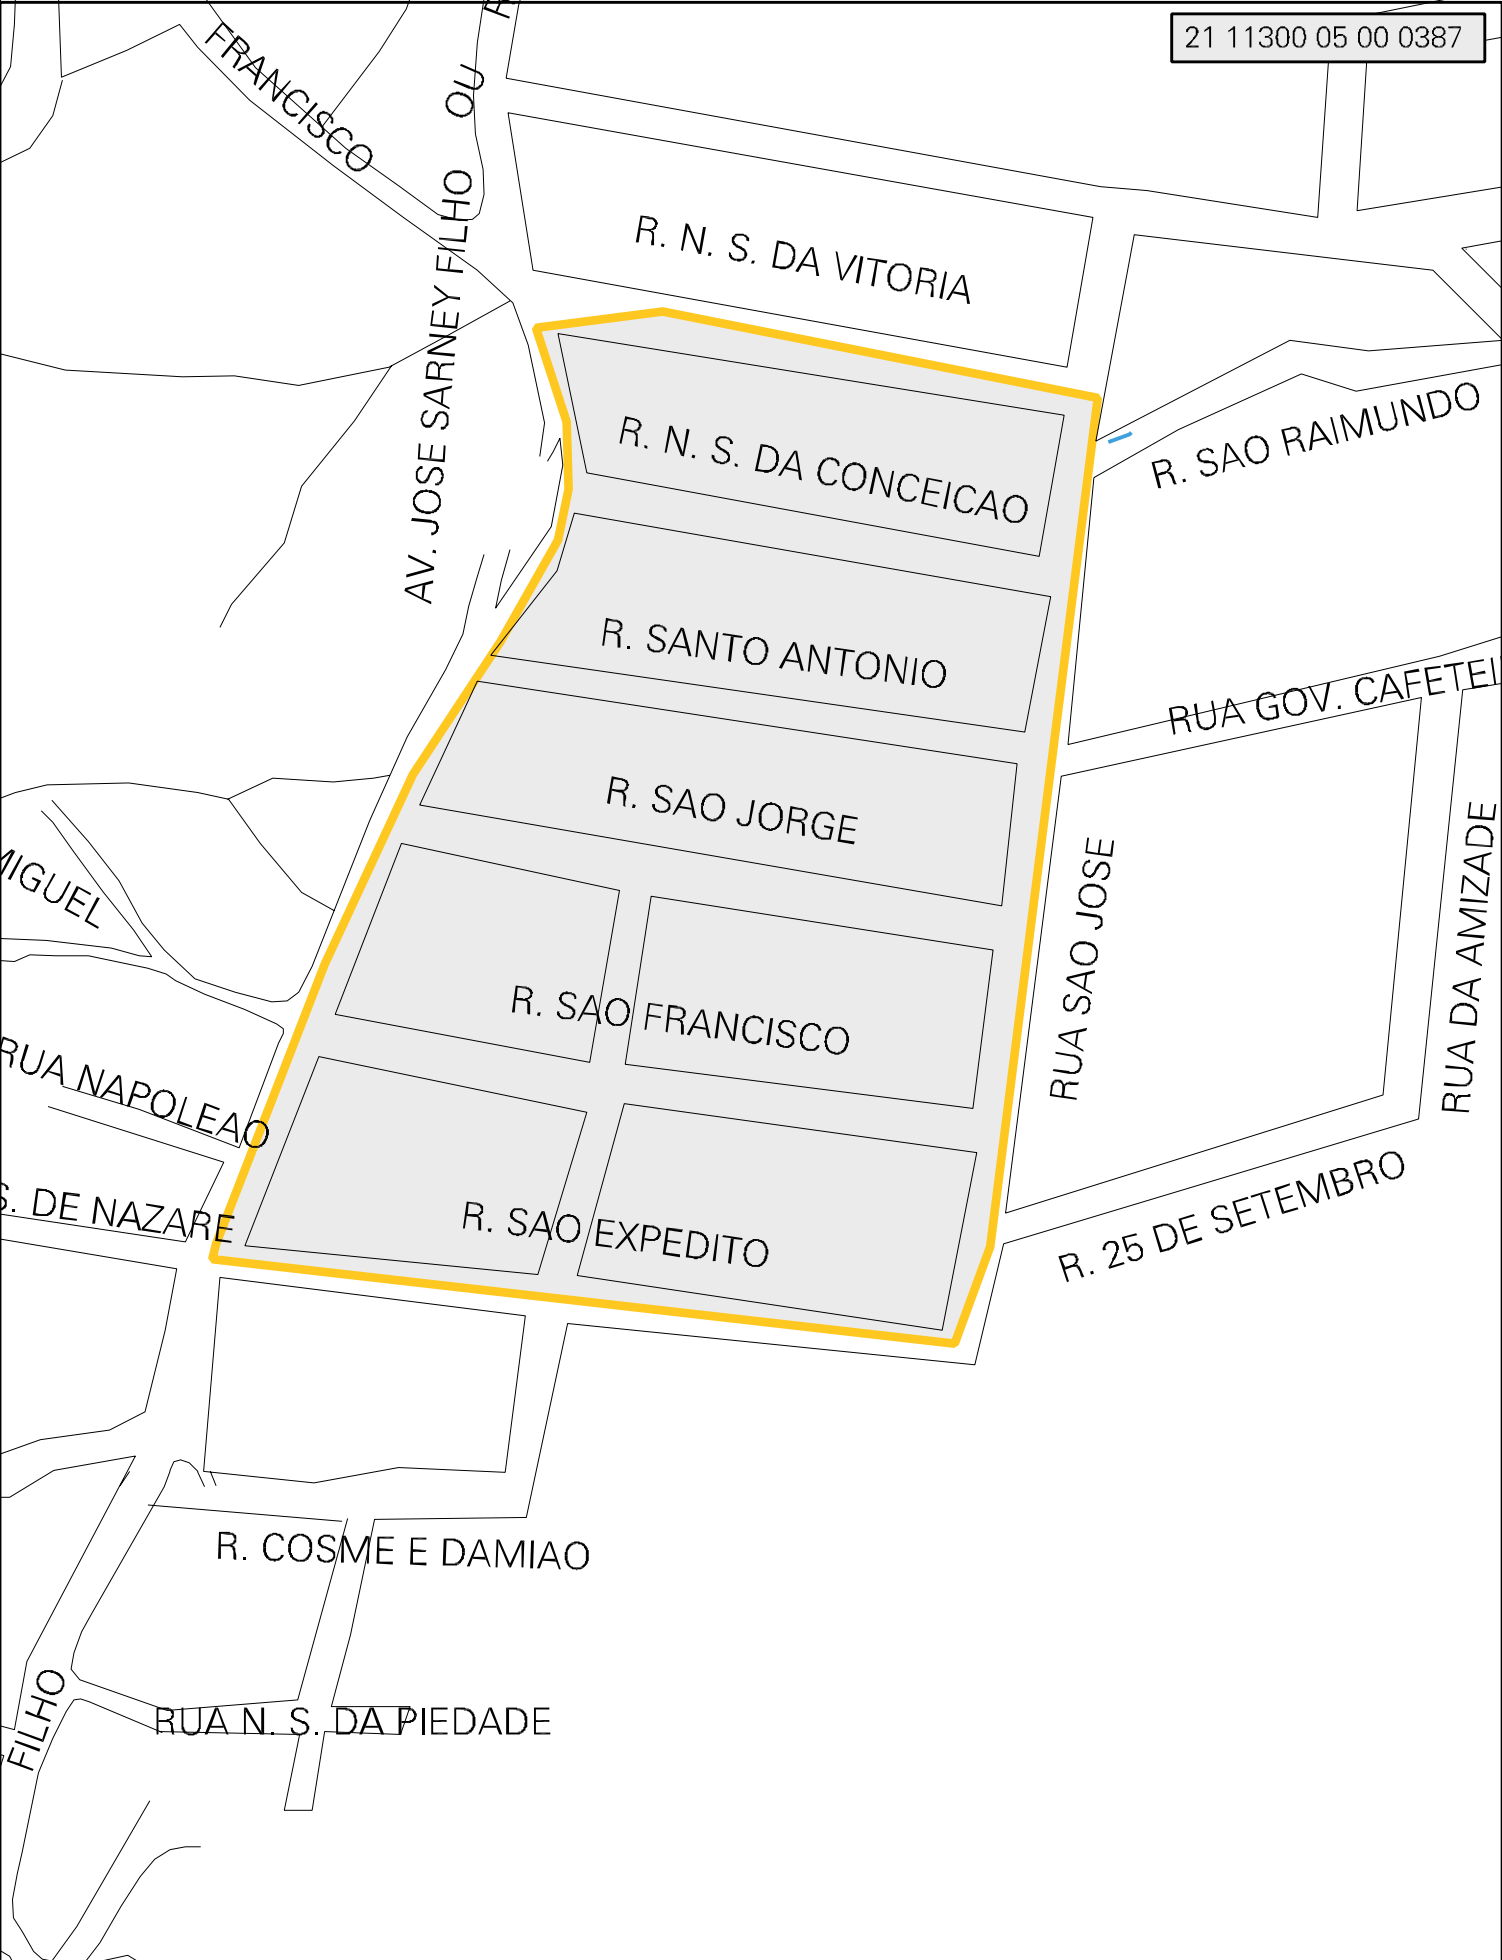 21 11300 05 00 0387
FRANCISCO
OU
AV. JOSE SARNEY FILHO
R. N. S. DA VITORIA
R. N. S. DA CONCEICAO
R. SAO RAIMUNDO
R. SANTO ANTONIO
RUA GOV. CAFETEI
R. SAO JORGE
RUA SAO JOSE
RUA DA AMIZADE
MIGUEL
R. SAO FRANCISCO
RUA NAPOLEAO
S. DE NAZARE
R. SAO EXPEDITO
R. 25 DE SETEMBRO
R. COSME E DAMIAO
FILHO
RUA N. S. DA PIEDADE